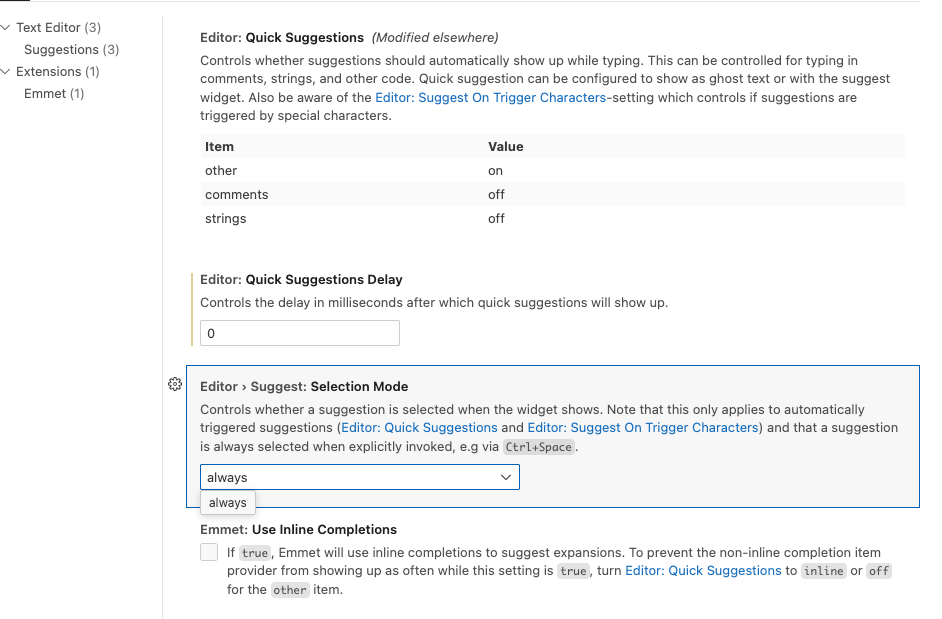 Text Editor (3)
Suggestions (3)
Extensions (1)
Emmet (1)
Editor: Quick Suggestions (Modified elsewhere)
Controls whether suggestions should automatically show up while typing. This can be controlled for typing in
comments, strings, and other code. Quick suggestion can be configured to show as ghost text or with the suggest
widget. Also be aware of the Editor: Suggest On Trigger Characters-setting which controls if suggestions are
triggered by special characters.
Item Value
other on
comments off
strings off
Editor: Quick Suggestions Delay
Controls the delay in milliseconds after which quick suggestions will show up.
0
Editor › Suggest: Selection Mode
Controls whether a suggestion is selected when the widget shows. Note that this only applies to automatically
triggered suggestions (Editor: Quick Suggestions and Editor: Suggest On Trigger Characters) and that a suggestion
is always selected when explicitly invoked, e.g via Ctrl+Space.
always
always
Emmet: Use Inline Completions
If true, Emmet will use inline completions to suggest expansions. To prevent the non-inline completion item
provider from showing up as often while this setting is true, turn Editor: Quick Suggestions to inline or off
for the other item.